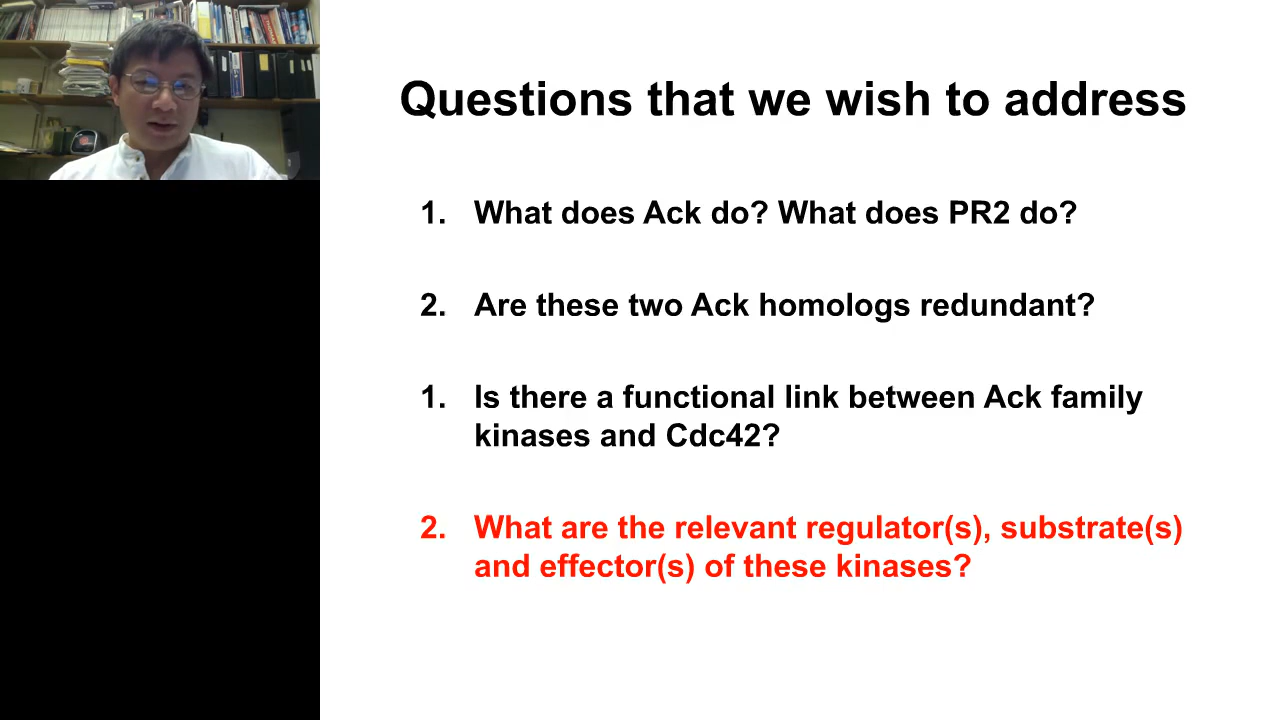 Questions that we wish to address
1. What does Ack do? What does PR2 do?
2. Are these two Ack homologs redundant?
1. Is there a functional link between Ack family
kinases and Cdc42?
2. What are the relevant regulator(s), substrate(s)
and effector(s) of these kinases?